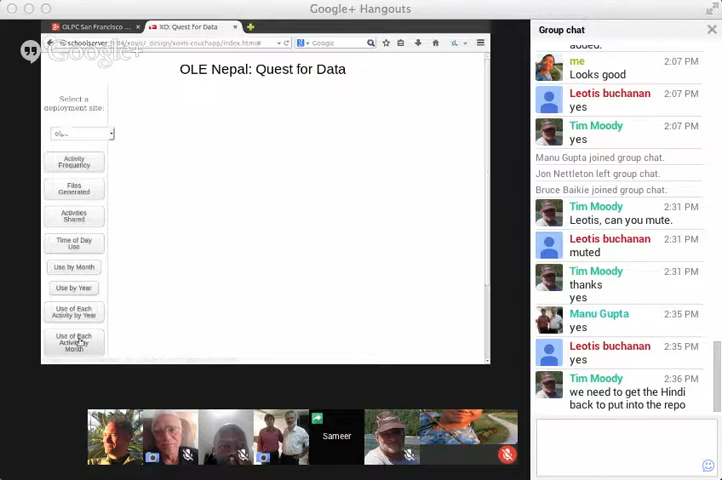 Google+ Hangouts
OLPC San Francisco ...
XO: Quest for Data
Google+
Google
OLE Nepal: Quest for Data
Select a
deployment site:
Activity
Frequency
Files
Generated
Activities
Shared
Time of Day
Use
Use by Month
Use by Year
Use of Each
Activity by Year
Use of Each
Activity by
Month
Sameer
Group chat
added.
me 2:07 PM
Looks good
Leotis buchanan 2:07 PM
yes
Tim Moody 2:07 PM
yes
Manu Gupta joined group chat.
Jon Nettleton left group chat.
Bruce Baikie joined group chat.
Tim Moody 2:31 PM
Leotis, can you mute.
Leotis buchanan 2:31 PM
muted
Tim Moody 2:31 PM
thanks
yes
Manu Gupta 2:35 PM
yes
Leotis buchanan 2:35 PM
yes
Tim Moody 2:36 PM
we need to get the Hindi
back to put into the repo